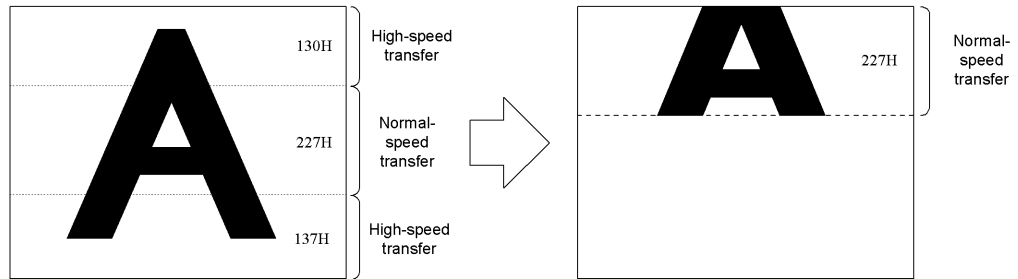 130H
High-speed
transfer
227H
Normal-
speed
transfer
137H
High-speed
transfer
A
227H
Normal-
speed
transfer